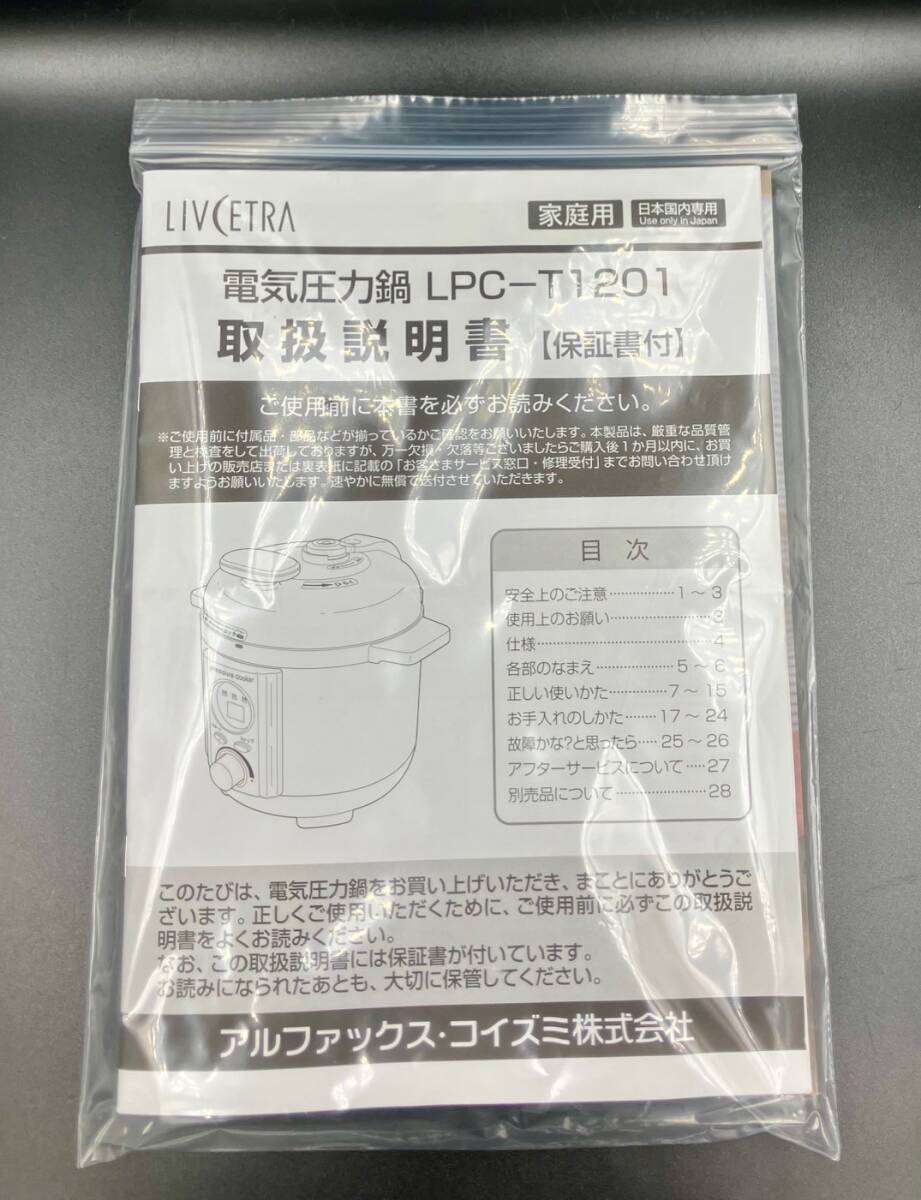 LIVCETRA
家庭用
日本国内専用
Use only in Japan
電気圧力鍋 LPC-T1201
取扱説明書【保証書付】
ご使用前に本書を必ずお読みください。
※ご使用前に付属品・部品などが揃っているかご確認をお願いいたします。本製品は、厳重な品質管
理と検査をして出荷しておりますが、万一欠損・欠落等ございましたらご購入後1か月以内に、お買
い上げの販売店または裏表紙に記載の「お客さまサービス窓口・修理受付」までお問い合わせ頂け
ますようお願いいたします。速やかに無償で送付させていただきます。
pressure cooker
目次
安全上のご注意……………1～3
使用上のお願い……………………3
仕様…………………………………4
各部のなまえ………………5～6
正しい使いかた……………7～15
お手入れのしかた………17～24
故障かな?と思ったら……25～26
アフターサービスについて……27
別売品について…………………28
このたびは、電気圧力鍋をお買い上げいただき、まことにありがとうご
ざいます。正しくご使用いただくために、ご使用前に必ずこの取扱説
明書をよくお読みください。
なお、この取扱説明書には保証書が付いています。
お読みになられたあとも、大切に保管してください。
アルファックス・コイズミ株式会社